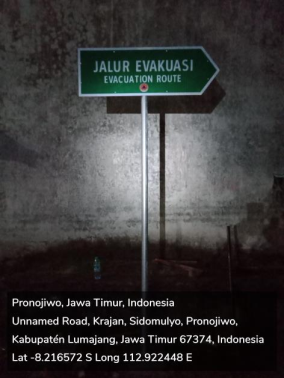 JALUR EVAKUASI
EVACUATION ROUTE
Pronojiwo, Jawa Timur, Indonesia
Unnamed Road, Krajan, Sidomulyo, Pronojiwo,
Kabupatén Lumajang, Jawa Timur 67374, Indonesia
Lat -8.216572 S Long 112.922448 E